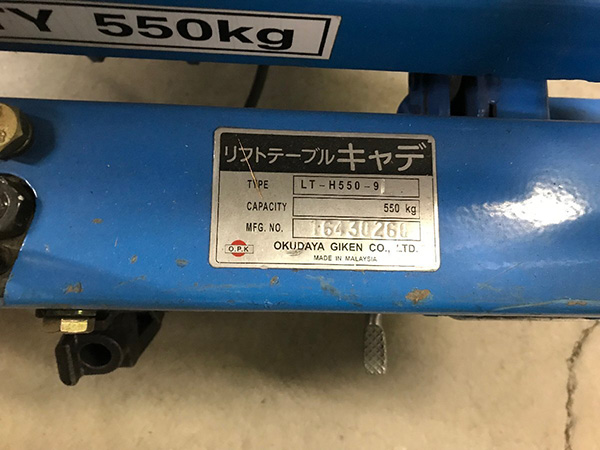 TY 550kg
リフトテーブル キャデ
TYPE LT-H550-9
CAPACITY 550 kg
MFG. NO.
O.P.K
OKUDAYA GIKEN CO., LTD.
MADE IN MALAYSIA